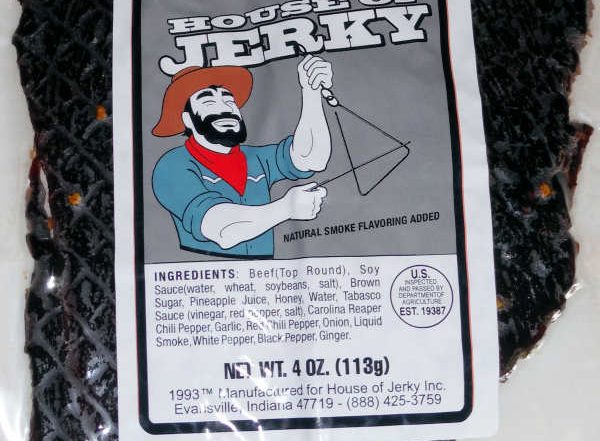 HOUSE OF
JERKY
NATURAL SMOKE FLAVORING ADDED
INGREDIENTS: Beef(Top Round), Soy
Sauce(water, wheat, soybeans, salt), Brown
Sugar, Pineapple Juice, Honey, Water, Tabasco
Sauce (vinegar, red pepper, salt), Carolina Reaper
Chili Pepper, Garlic, Red Chili Pepper, Onion, Liquid
Smoke, White Pepper, Black Pepper, Ginger.
U.S.
INSPECTED
AND PASSED BY
DEPARTMENT OF
AGRICULTURE
EST. 19387
NET WT. 4 OZ. (113g)
1993™ Manufactured for House of Jerky Inc.
Evansville, Indiana 47719 - (888) 425-3759